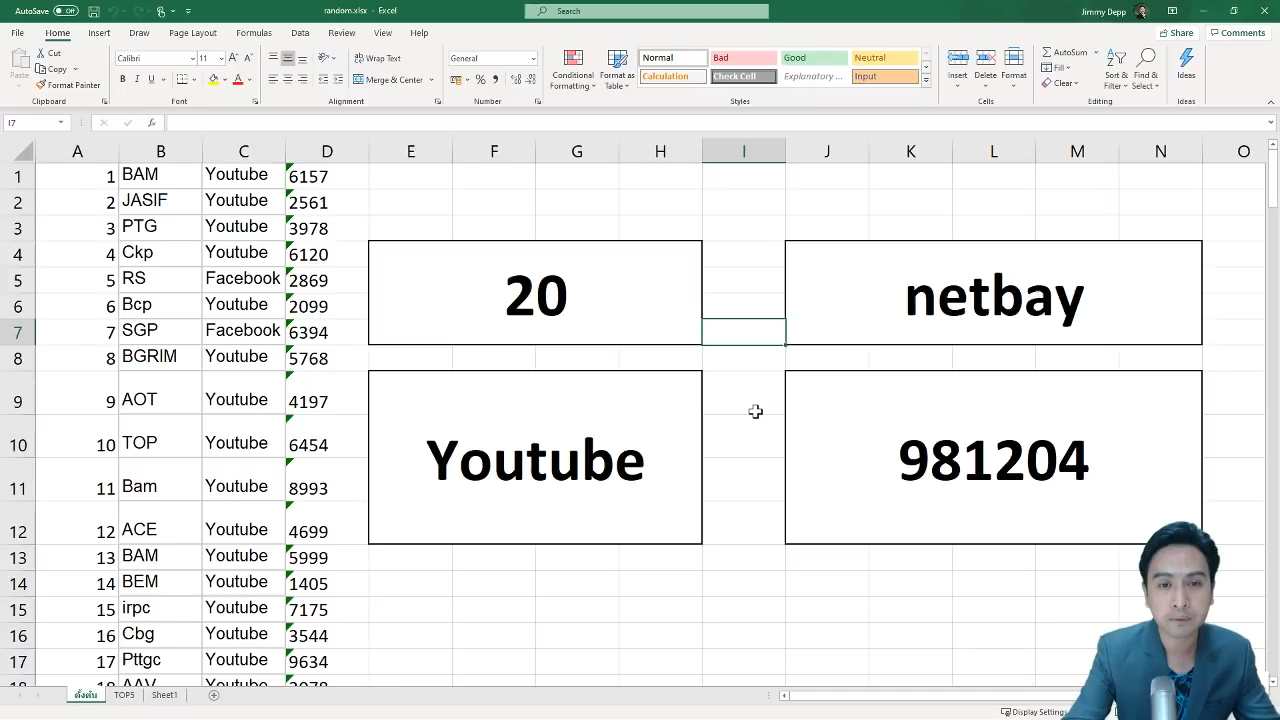 AutoSave Off random.xlsx - Excel Search Jimmy Depp
File Home Insert Draw Page Layout Formulas Data Review View Help Share Comments
Cut Calibri 11 Wrap Text General Normal Bad Good Neutral AutoSum
Paste Copy Conditional Format as Insert Delete Format Fill Sort & Find & Ideas
Format Painter B I U Merge & Center Formatting Table Calculation Check Cell Explanatory ... Input Clear Filter Select
Clipboard Font Alignment Number Styles Cells Editing Ideas
I7 fx
A B C D E F G H I J K L M N O
1 1 BAM Youtube 6157
2 2 JASIF Youtube 2561
3 3 PTG Youtube 3978
4 4 Ckp Youtube 6120
5 5 RS Facebook 2869
6 6 Bcp Youtube 2099
20 netbay
7 7 SGP Facebook 6394
8 8 BGRIM Youtube 5768
9 9 AOT Youtube 4197
10 10 TOP Youtube 6454
Youtube 981204
11 11 Bam Youtube 8993
12 12 ACE Youtube 4699
13 13 BAM Youtube 5999
14 14 BEM Youtube 1405
15 15 irpc Youtube 7175
16 16 Cbg Youtube 3544
17 17 Pttgc Youtube 9634
ตั้งต้น TOP5 Sheet1
Display Settings